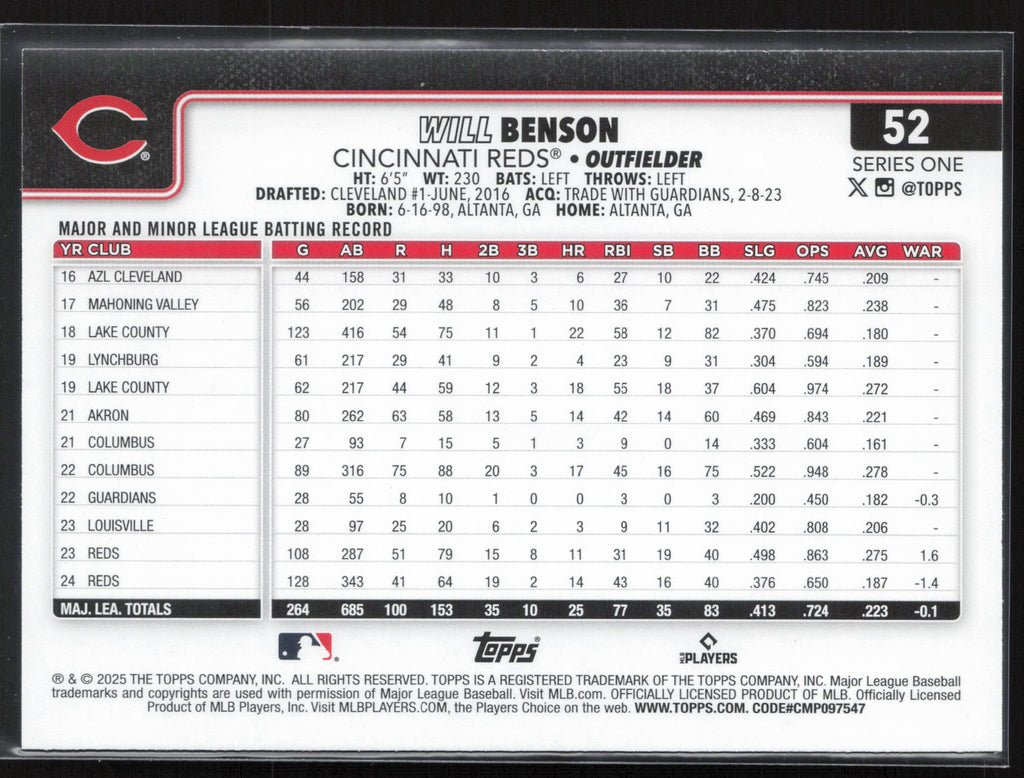 52
WILL BENSON
CINCINNATI REDS® • OUTFIELDER
SERIES ONE
HT: 6'5" WT: 230 BATS: LEFT THROWS: LEFT
@TOPPS
DRAFTED: CLEVELAND #1-JUNE, 2016 ACQ: TRADE WITH GUARDIANS, 2-8-23
BORN: 6-16-98, ALTANTA, GA HOME: ALTANTA, GA
MAJOR AND MINOR LEAGUE BATTING RECORD
YR CLUB G AB R H 2B 3B HR RBI SB BB SLG OPS AVG WAR
16 AZL CLEVELAND 44 158 31 33 10 3 6 27 10 22 .424 .745 .209 -
17 MAHONING VALLEY 56 202 29 48 8 5 10 36 7 31 .475 .823 .238 -
18 LAKE COUNTY 123 416 54 75 11 1 22 58 12 82 .370 .694 .180 -
19 LYNCHBURG 61 217 29 41 9 2 4 23 9 31 .304 .594 .189 -
19 LAKE COUNTY 62 217 44 59 12 3 18 55 18 37 .604 .974 .272 -
21 AKRON 80 262 63 58 13 5 14 42 14 60 .469 .843 .221 -
21 COLUMBUS 27 93 7 15 5 1 3 9 0 14 .333 .604 .161 -
22 COLUMBUS 89 316 75 88 20 3 17 45 16 75 .522 .948 .278 -
22 GUARDIANS 28 55 8 10 1 0 0 3 0 3 .200 .450 .182 -0.3
23 LOUISVILLE 28 97 25 20 6 2 3 9 11 32 .402 .808 .206 -
23 REDS 108 287 51 79 15 8 11 31 19 40 .498 .863 .275 1.6
24 REDS 128 343 41 64 19 2 14 43 16 40 .376 .650 .187 -1.4
MAJ. LEA. TOTALS 264 685 100 153 35 10 25 77 35 83 .413 .724 .223 -0.1
Topps® MLB PLAYERS
® & © 2025 THE TOPPS COMPANY, INC. ALL RIGHTS RESERVED. TOPPS IS A REGISTERED TRADEMARK OF THE TOPPS COMPANY, INC. Major League Baseball
trademarks and copyrights are used with permission of Major League Baseball. Visit MLB.com. OFFICIALLY LICENSED PRODUCT OF MLB. Officially Licensed
Product of MLB Players, Inc. Visit MLBPLAYERS.COM, the Players Choice on the web. WWW.TOPPS.COM. CODE#CMP097547